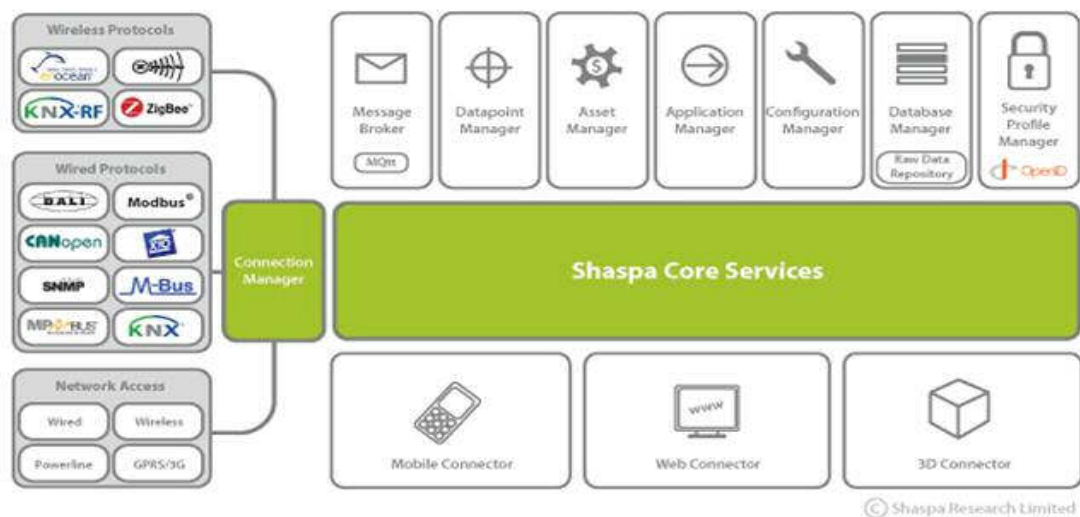 Wireless Protocols
enocean
KNX-RF
ZigBee
Wired Protocols
DALI
Modbus®
CANopen
SNMP
M-Bus
MP BUS
KNX
Network Access
Wired
Wireless
Powerline
GPRS/3G
Connection
Manager
Message
Broker
MQtt
Datapoint
Manager
Asset
Manager
$
Application
Manager
Configuration
Manager
Database
Manager
Raw Data
Repository
Security
Profile
Manager
OpenID
Shaspa Core Services
Mobile Connector
www
Web Connector
3D Connector
© Shaspa Research Limited